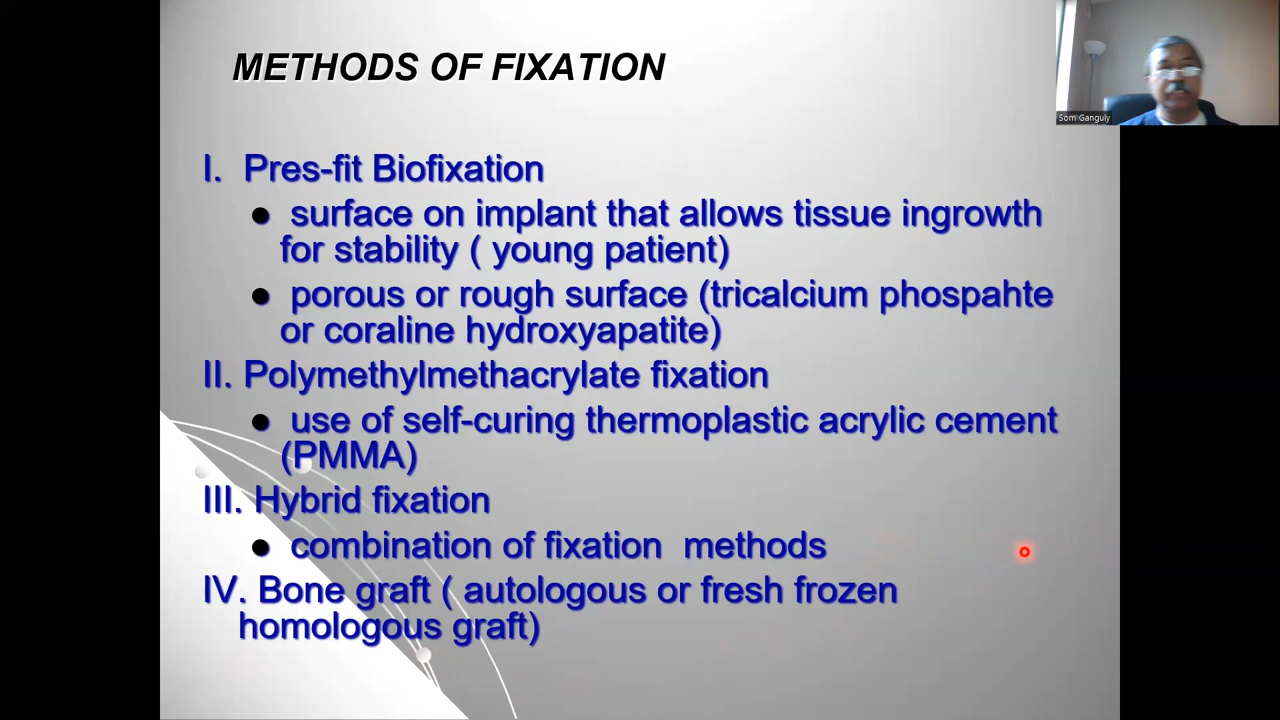 METHODS OF FIXATION
Som Ganguly
I. Pres-fit Biofixation
● surface on implant that allows tissue ingrowth
for stability ( young patient)
● porous or rough surface (tricalcium phospahte
or coraline hydroxyapatite)
II. Polymethylmethacrylate fixation
● use of self-curing thermoplastic acrylic cement
(PMMA)
III. Hybrid fixation
● combination of fixation methods
IV. Bone graft ( autologous or fresh frozen
homologous graft)